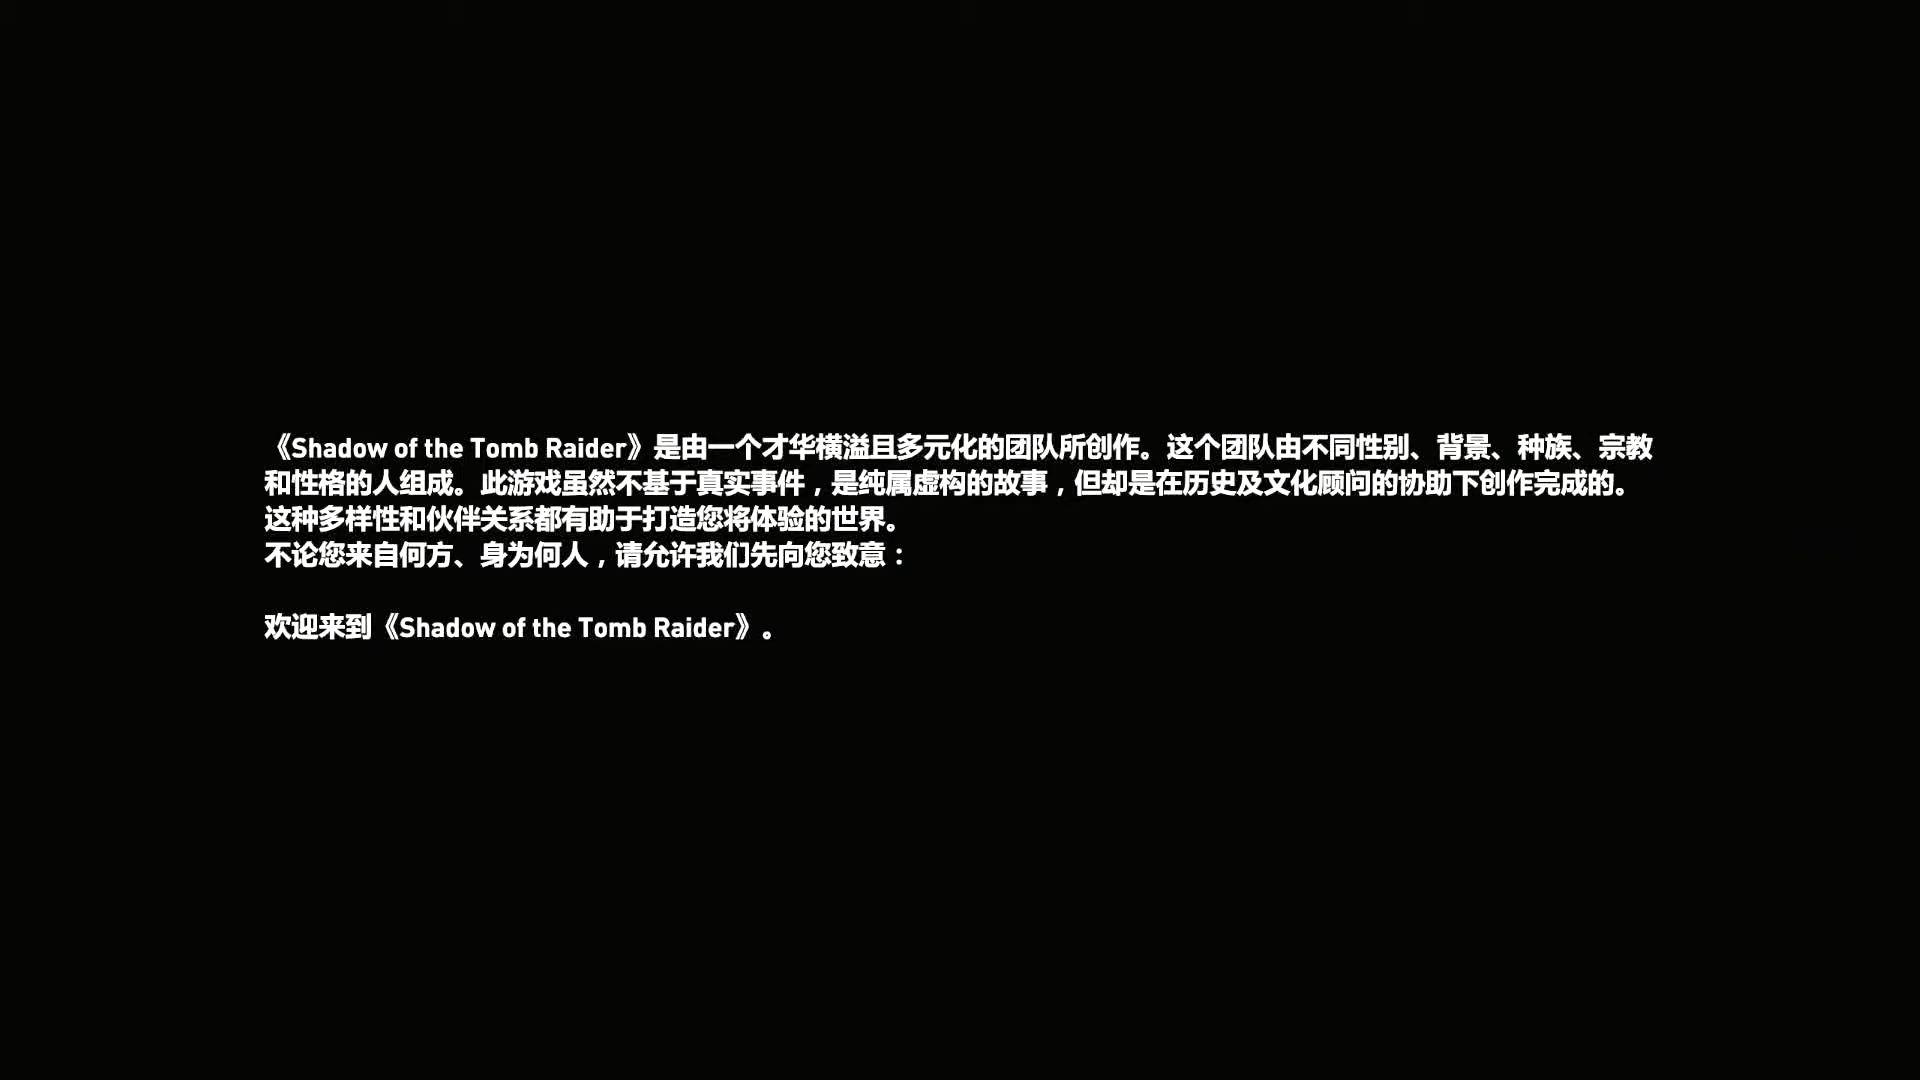 《Shadow of the Tomb Raider》是由一个才华横溢且多元化的团队所创作。这个团队由不同性别、背景、种族、宗教
和性格的人组成。此游戏虽然不基于真实事件，是纯属虚构的故事，但却是在历史及文化顾问的协助下创作完成的。
这种多样性和伙伴关系都有助于打造您将体验的世界。
不论您来自何方、身为何人，请允许我们先向您致意：
欢迎来到《Shadow of the Tomb Raider》。